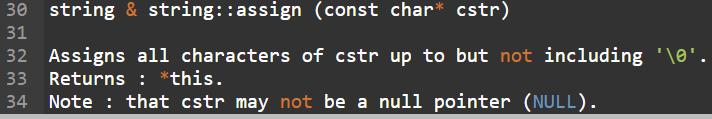 30 string & string::assign (const char* cstr)
31
32 Assigns all characters of cstr up to but not including '\0'.
33 Returns : *this.
34 Note : that cstr may not be a null pointer (NULL).